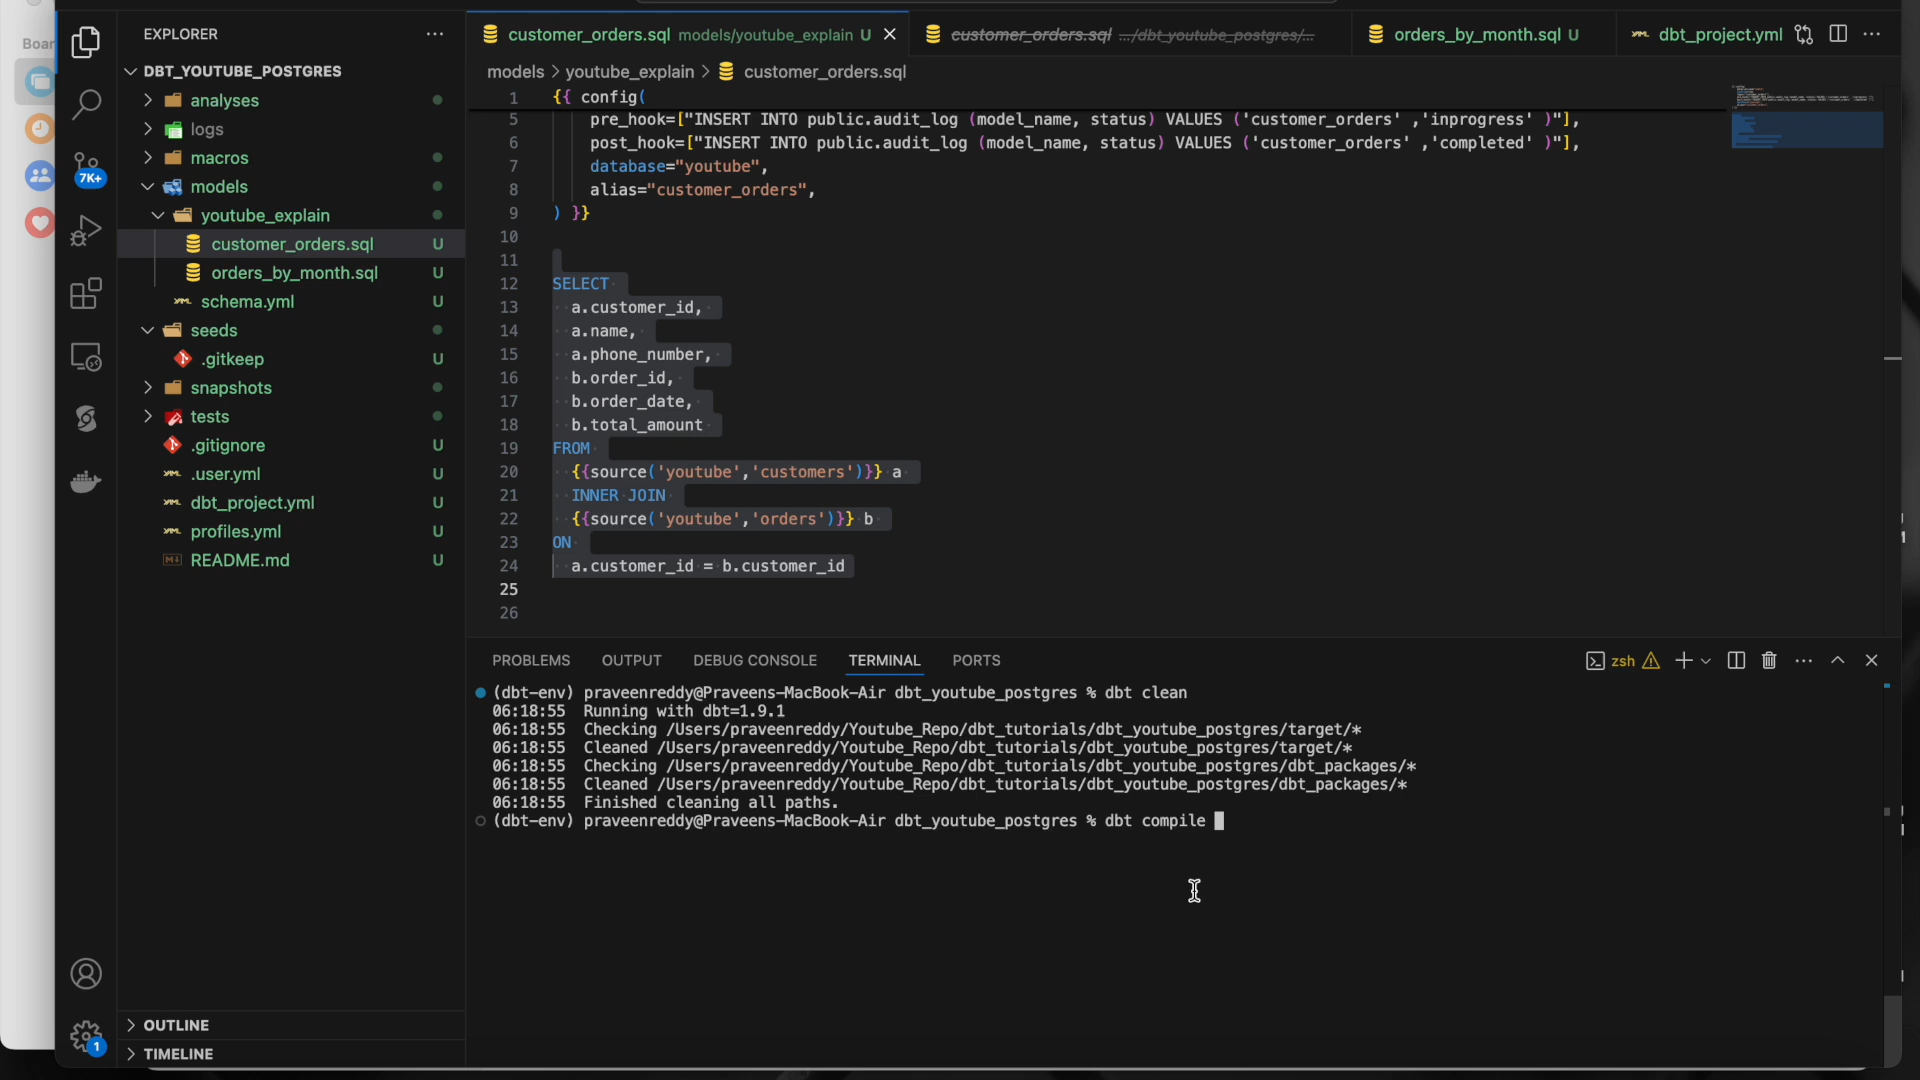 Boar
EXPLORER
DBT_YOUTUBE_POSTGRES
analyses
logs
macros
models
youtube_explain
customer_orders.sql U
orders_by_month.sql U
schema.yml U
seeds
.gitkeep U
snapshots
tests
.gitignore U
.user.yml U
dbt_project.yml U
profiles.yml U
README.md U
OUTLINE
TIMELINE
7K+
1
customer_orders.sql models/youtube_explain U
customer_orders.sql .../dbt_youtube_postgres/...
orders_by_month.sql U
dbt_project.yml
models > youtube_explain > customer_orders.sql
1 {{ config(
5 pre_hook=["INSERT INTO public.audit_log (model_name, status) VALUES ('customer_orders' ,'inprogress' )"],
6 post_hook=["INSERT INTO public.audit_log (model_name, status) VALUES ('customer_orders' ,'completed' )"],
7 database="youtube",
8 alias="customer_orders",
9 ) }}
10
11
12 SELECT
13 a.customer_id,
14 a.name,
15 a.phone_number,
16 b.order_id,
17 b.order_date,
18 b.total_amount
19 FROM
20 {{source('youtube','customers')}} a
21 INNER JOIN
22 {{source('youtube','orders')}} b
23 ON
24 a.customer_id = b.customer_id
25
26
PROBLEMS OUTPUT DEBUG CONSOLE TERMINAL PORTS
zsh
(dbt-env) praveenreddy@Praveens-MacBook-Air dbt_youtube_postgres % dbt clean
06:18:55 Running with dbt=1.9.1
06:18:55 Checking /Users/praveenreddy/Youtube_Repo/dbt_tutorials/dbt_youtube_postgres/target/*
06:18:55 Cleaned /Users/praveenreddy/Youtube_Repo/dbt_tutorials/dbt_youtube_postgres/target/*
06:18:55 Checking /Users/praveenreddy/Youtube_Repo/dbt_tutorials/dbt_youtube_postgres/dbt_packages/*
06:18:55 Cleaned /Users/praveenreddy/Youtube_Repo/dbt_tutorials/dbt_youtube_postgres/dbt_packages/*
06:18:55 Finished cleaning all paths.
(dbt-env) praveenreddy@Praveens-MacBook-Air dbt_youtube_postgres % dbt compile